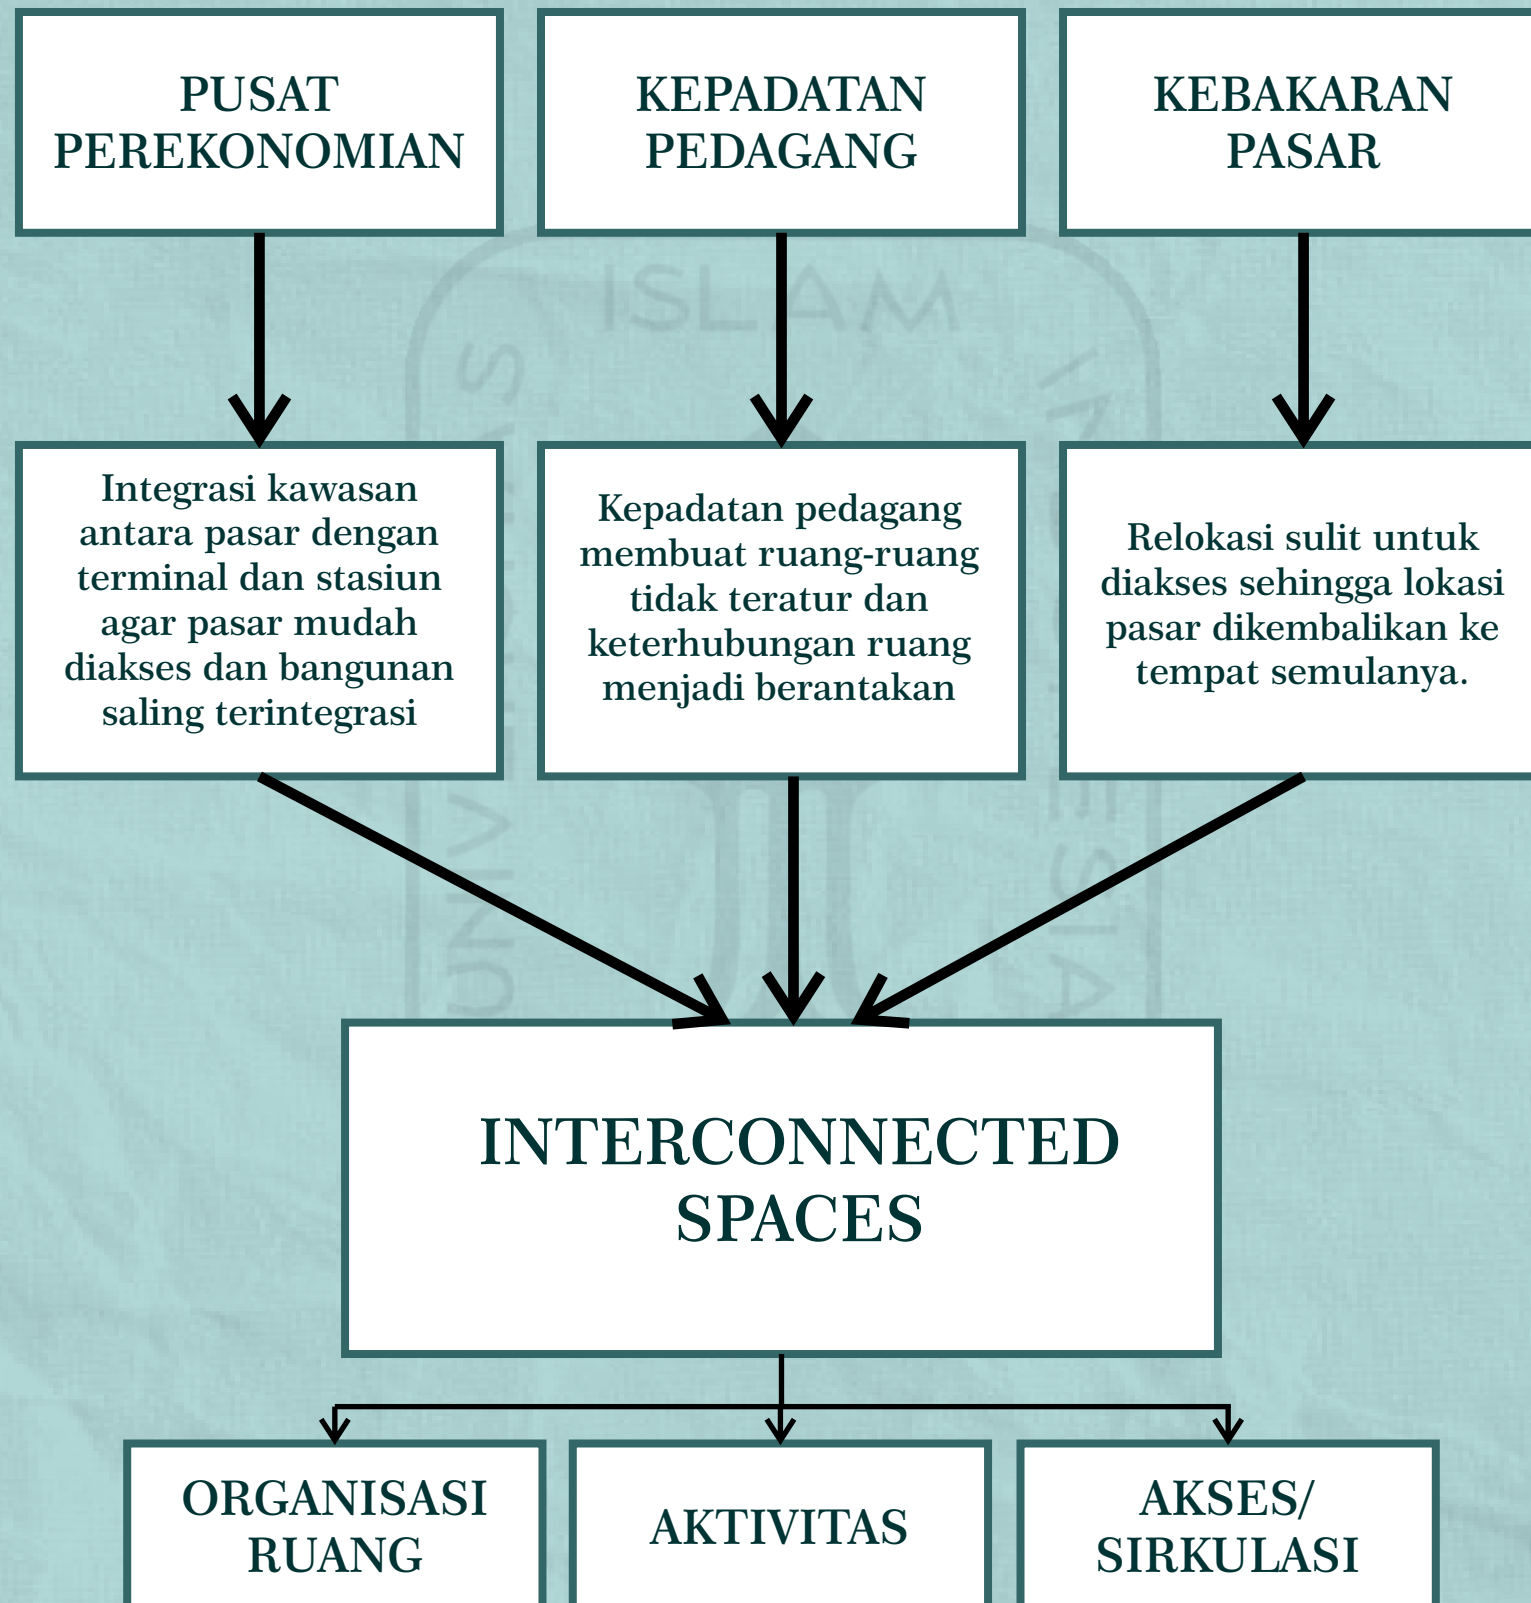 PUSAT
PEREKONOMIAN
KEPADATAN
PEDAGANG
KEBAKARAN
PASAR
Integrasi kawasan
antara pasar dengan
terminal dan stasiun
agar pasar mudah
diakses dan bangunan
saling terintegrasi
Kepadatan pedagang
membuat ruang-ruang
tidak teratur dan
keterhubungan ruang
menjadi berantakan
Relokasi sulit untuk
diakses sehingga lokasi
pasar dikembalikan ke
tempat semulanya.
INTERCONNECTED
SPACES
ORGANISASI
RUANG
AKTIVITAS
AKSES/
SIRKULASI
ISLAM